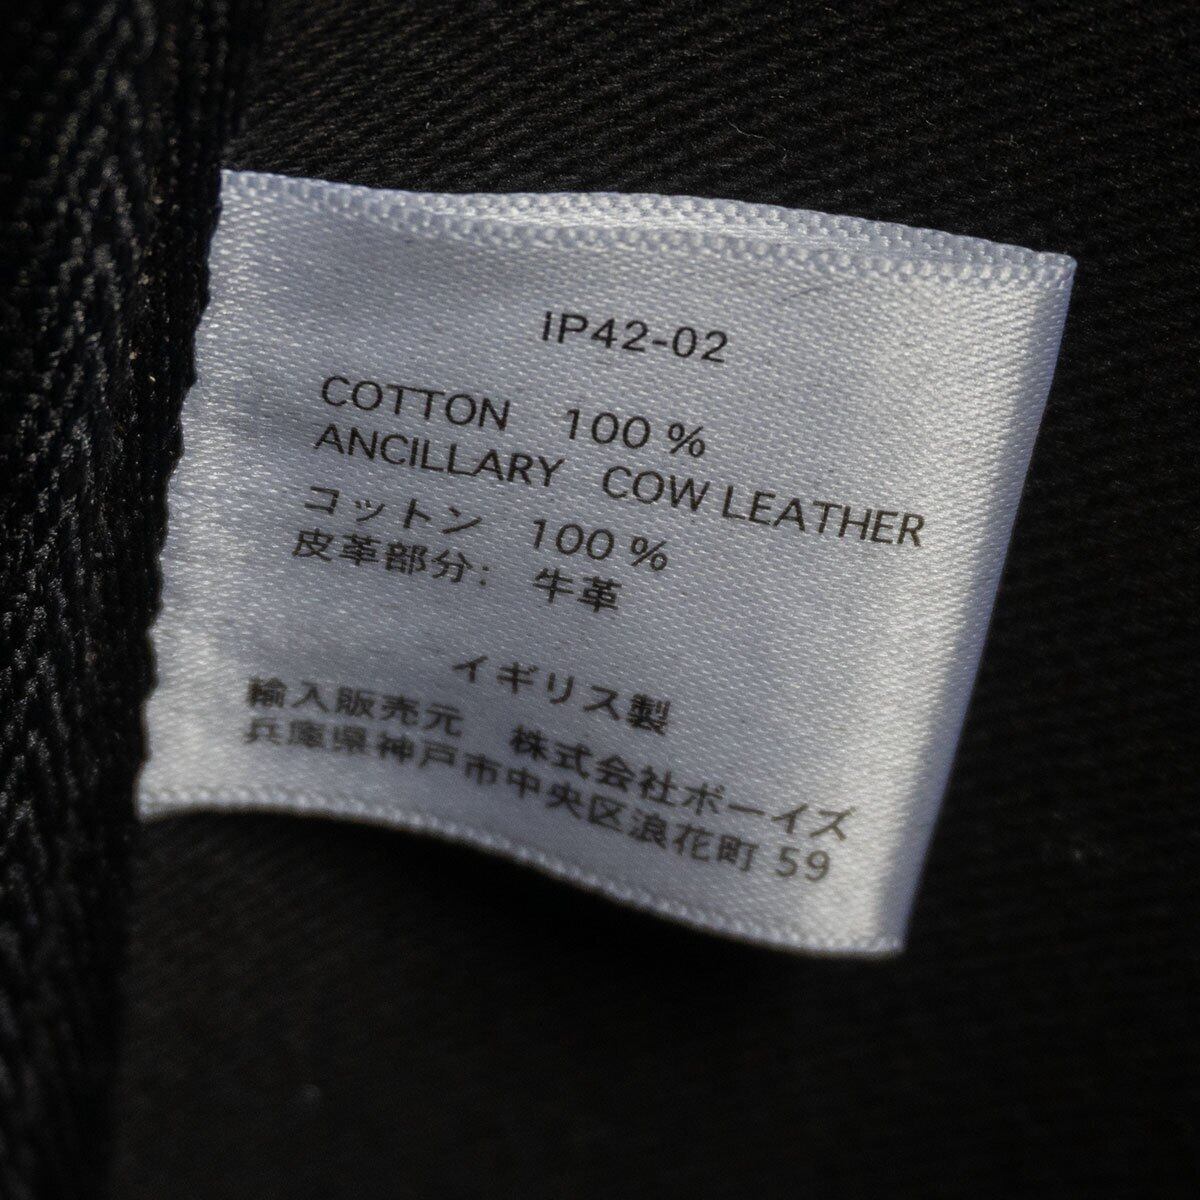 IP42-02
COTTON 100 %
ANCILLARY COW LEATHER
コットン 100 %
皮革部分: 牛革
イギリス製
輸入販売元 株式会社ボーイズ
兵庫県神戸市中央区浪花町 59